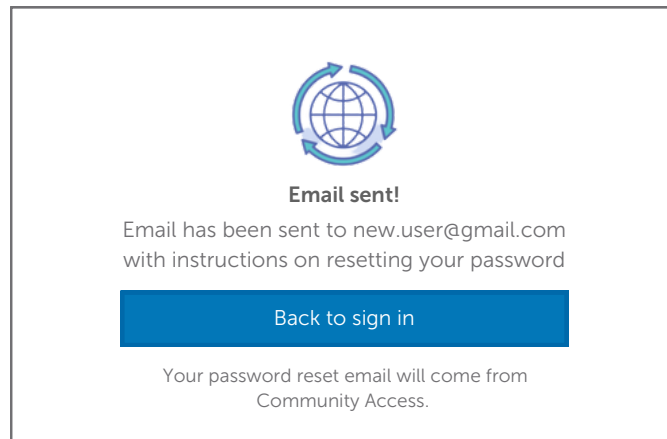 Email sent!
Email has been sent to new.user@gmail.com
with instructions on resetting your password
Back to sign in
Your password reset email will come from
Community Access.